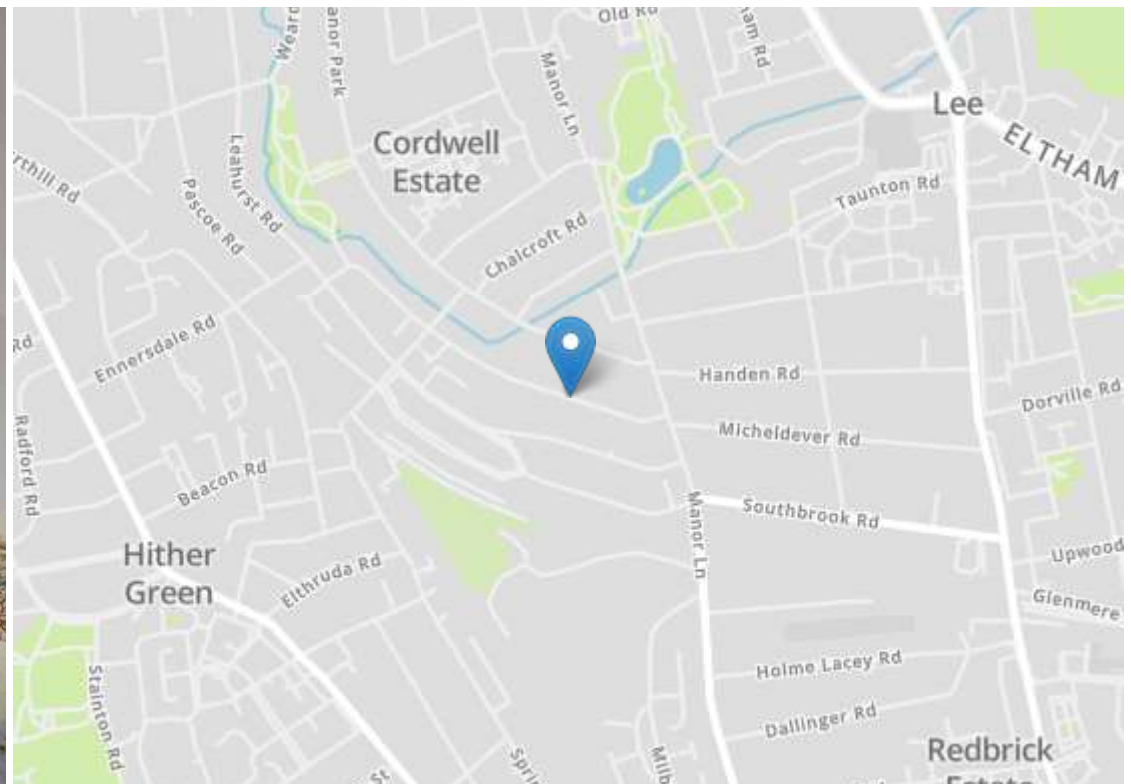 Old Rd
Manor Ln
Cordwell
Estate
Lee
ELTHAM
Leahurst Rd
Pascoe Rd
Taunton Rd
Chalcroft Rd
Ennersdale Rd
Handen Rd
Dorville Rd
Radford Rd
Micheldever Rd
Beacon Rd
Manor Ln
Southbrook Rd
Hither
Green
Elthruda Rd
Upwood
Glenmere
Stainton Rd
Holme Lacey Rd
Dallinger Rd
Redbrick
St